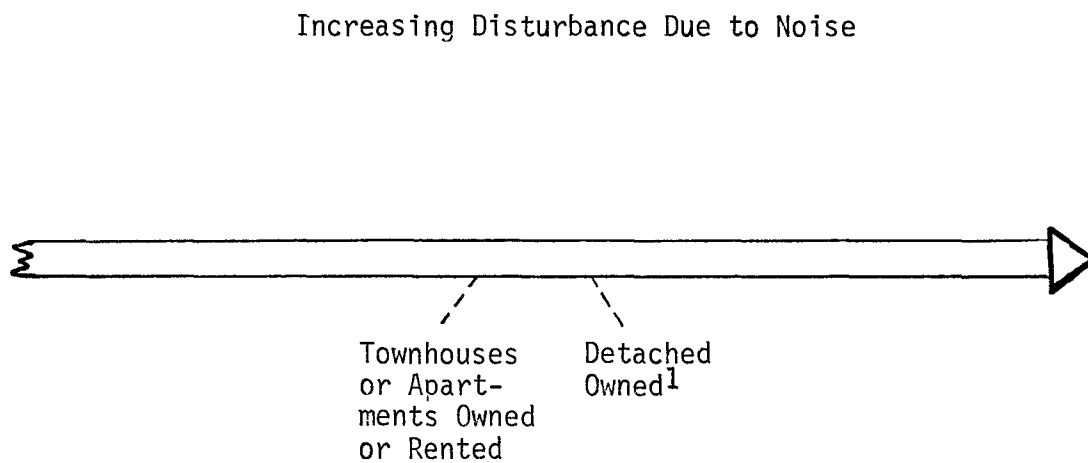 Increasing Disturbance Due to Noise
Townhouses
or Apart-
ments Owned
or Rented
Detached
Owned1